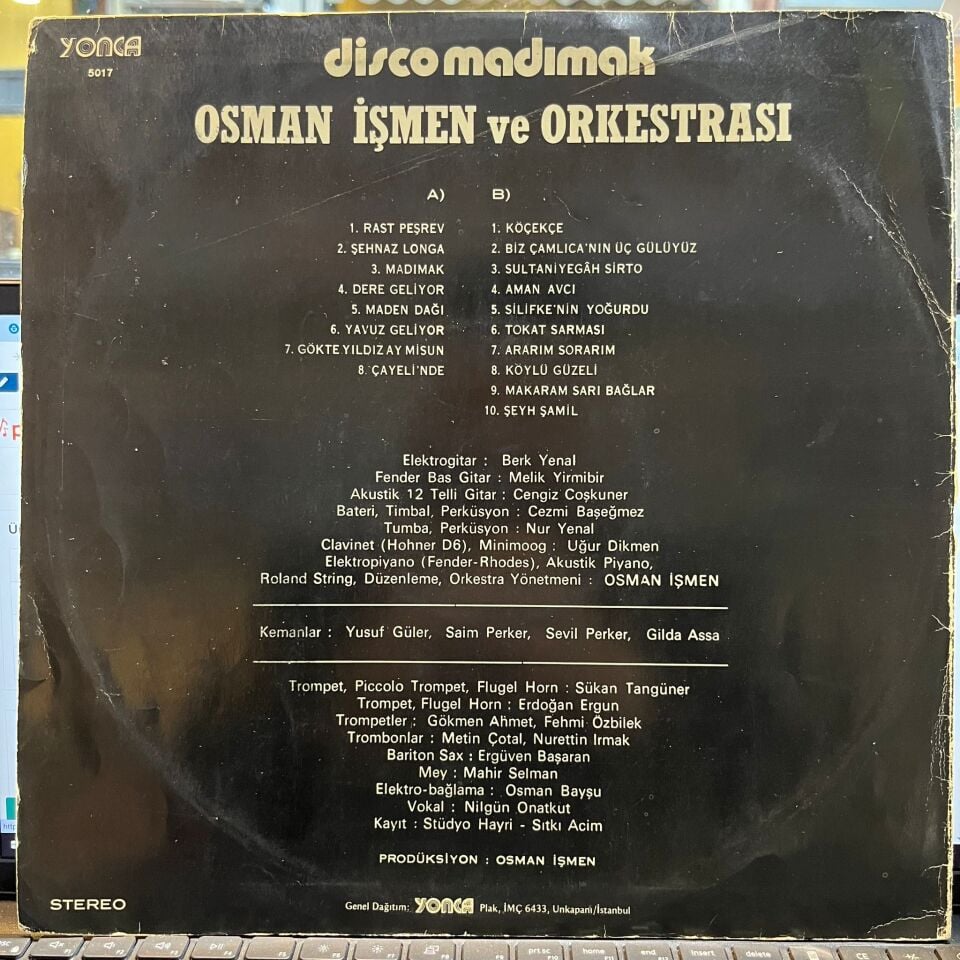 YONCA
5017
disco madımak
OSMAN İŞMEN ve ORKESTRASI
A)
1. RAST PEŞREV
2. ŞEHNAZ LONGA
3. MADIMAK
4. DERE GELİYOR
5. MADEN DAĞI
6. YAVUZ GELİYOR
7. GÖKTE YILDIZ AY MISUN
8. ÇAYELİ'NDE
B)
1. KÖÇEKÇE
2. BİZ ÇAMLICA'NIN ÜÇ GÜLÜYÜZ
3. SULTANİYEGÂH SİRTO
4. AMAN AVCI
5. SİLİFKE'NİN YOĞURDU
6. TOKAT SARMASI
7. ARARIM SORARIM
8. KÖYLÜ GÜZELİ
9. MAKARAM SARI BAĞLAR
10. ŞEYH ŞAMİL
Elektrogitar : Berk Yenal
Fender Bas Gitar : Melik Yirmibir
Akustik 12 Telli Gitar : Cengiz Coşkuner
Bateri, Timbal, Perküsyon : Cezmi Başeğmez
Tumba, Perküsyon : Nur Yenal
Clavinet (Hohner D6), Minimoog : Uğur Dikmen
Elektropiyano (Fender-Rhodes), Akustik Piyano,
Roland String, Düzenleme, Orkestra Yönetmeni : OSMAN İŞMEN
Kemanlar : Yusuf Güler, Saim Perker, Sevil Perker, Gilda Assa
Trompet, Piccolo Trompet, Flugel Horn : Sükan Tangüner
Trompet, Flugel Horn : Erdoğan Ergun
Trompetler : Gökmen Ahmet, Fehmi Özbilek
Trombonlar : Metin Çotal, Nurettin Irmak
Bariton Sax : Ergüven Başaran
Mey : Mahir Selman
Elektro-bağlama : Osman Bayşu
Vokal : Nilgün Onatkut
Kayıt : Stüdyo Hayri - Sıtkı Acim
PRODÜKSİYON : OSMAN İŞMEN
STEREO
Genel Dağıtım: YONCA Plak, İMÇ 6433, Unkapanı/İstanbul
prt sc home end insert delete